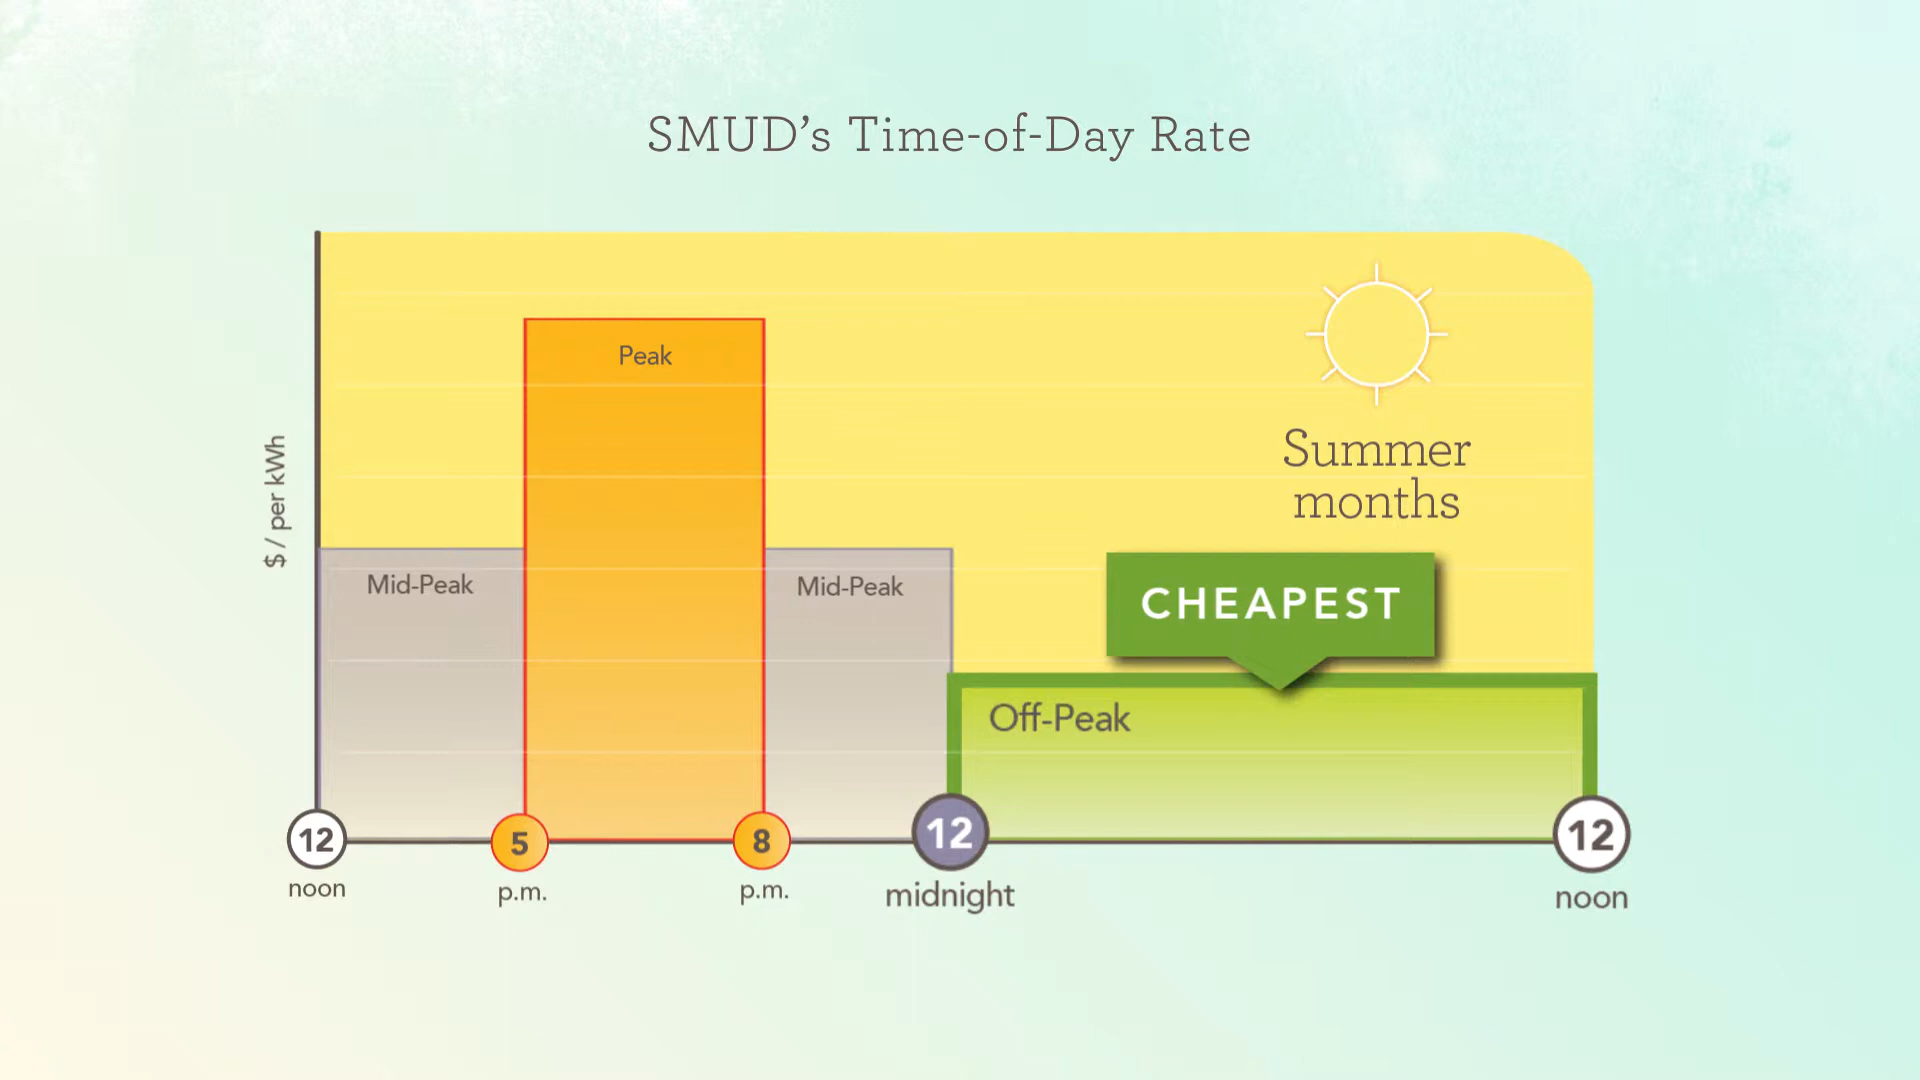 SMUD's Time-of-Day Rate
$ / per kWh
Peak
Summer
months
Mid-Peak
Mid-Peak
CHEAPEST
Off-Peak
12
5
8
12
12
noon
p.m.
p.m.
midnight
noon